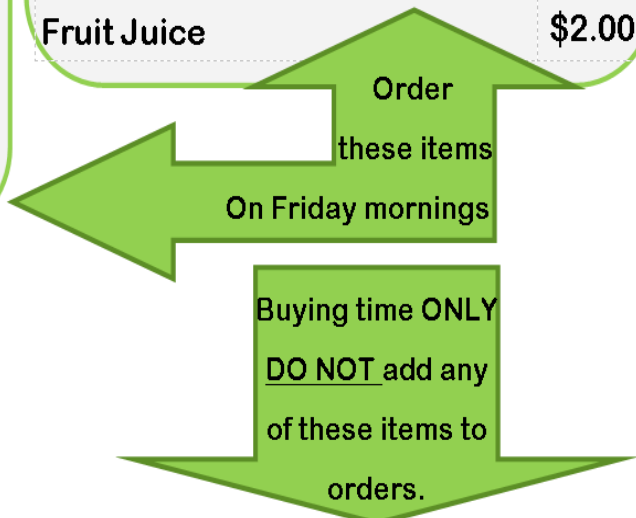 Fruit Juice $2.00
Order
these items
On Friday mornings
Buying time ONLY
DO NOT add any
of these items to
orders.